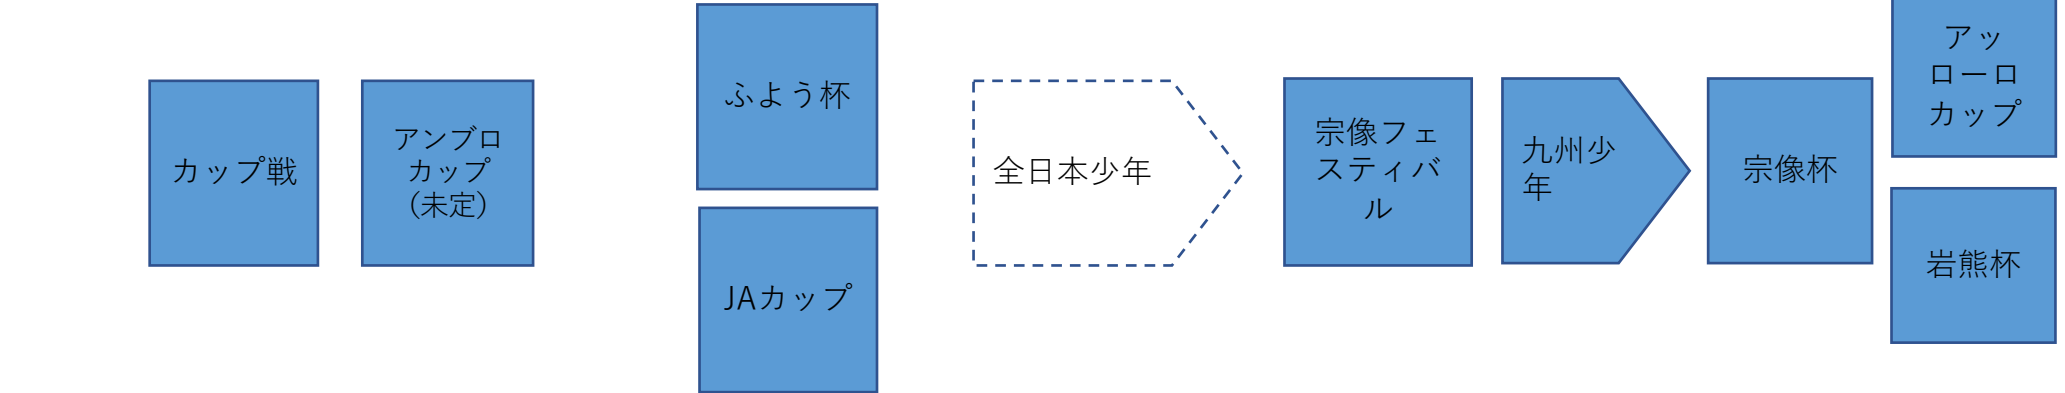 カップ戦
アンブロ
カップ
（未定）
ふよう杯
JAカップ
全日本少年
宗像フェ
スティバ
ル
九州少
年
宗像杯
アッ
ローロ
カップ
岩熊杯